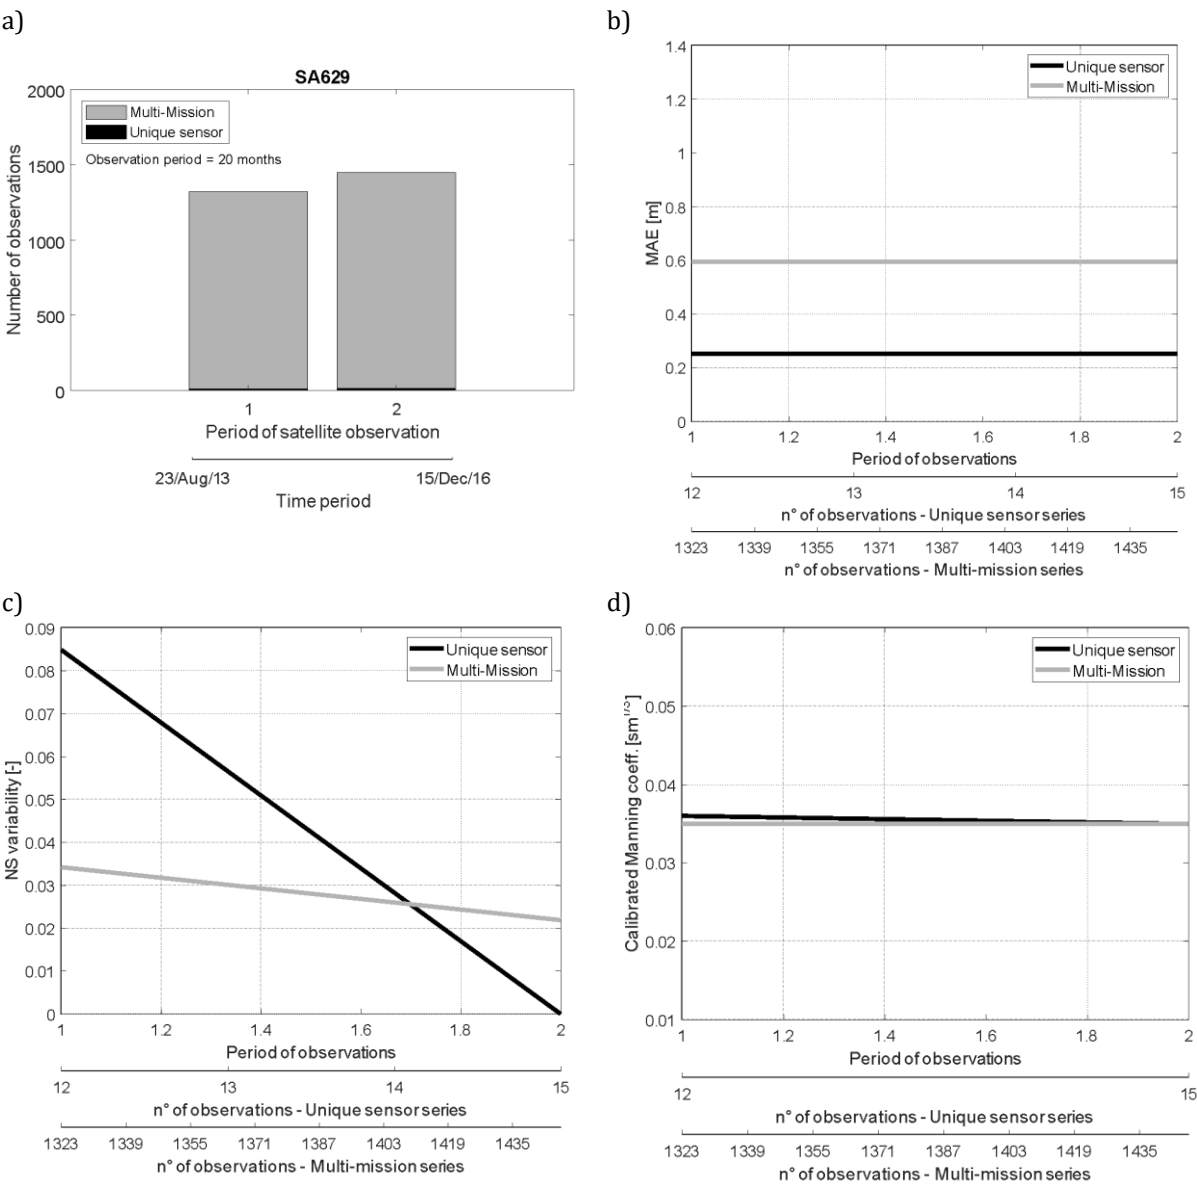 a)
SA629
2000
1500
1000
500
0
Number of observations
Multi-Mission
Unique sensor
Observation period = 20 months
1 2
Period of satellite observation
23/Aug/13 15/Dec/16
Time period
b)
1.4
1.2
1
0.8
0.6
0.4
0.2
0
MAE [m]
Unique sensor
Multi-Mission
1 1.2 1.4 1.6 1.8 2
Period of observations
12 13 14 15
n° of observations - Unique sensor series
1323 1339 1355 1371 1387 1403 1419 1435
n° of observations - Multi-mission series
c)
0.09
0.08
0.07
0.06
0.05
0.04
0.03
0.02
0.01
0
NS variability [-]
Unique sensor
Multi-Mission
1 1.2 1.4 1.6 1.8 2
Period of observations
12 13 14 15
n° of observations - Unique sensor series
1323 1339 1355 1371 1387 1403 1419 1435
n° of observations - Multi-mission series
d)
0.06
0.05
0.04
0.03
0.02
0.01
Calibrated Manning coeff. [sm1/3]
Unique sensor
Multi-Mission
1 1.2 1.4 1.6 1.8 2
Period of observations
12 15
n° of observations - Unique sensor series
1323 1339 1355 1371 1387 1403 1419 1435
n° of observations - Multi-mission series